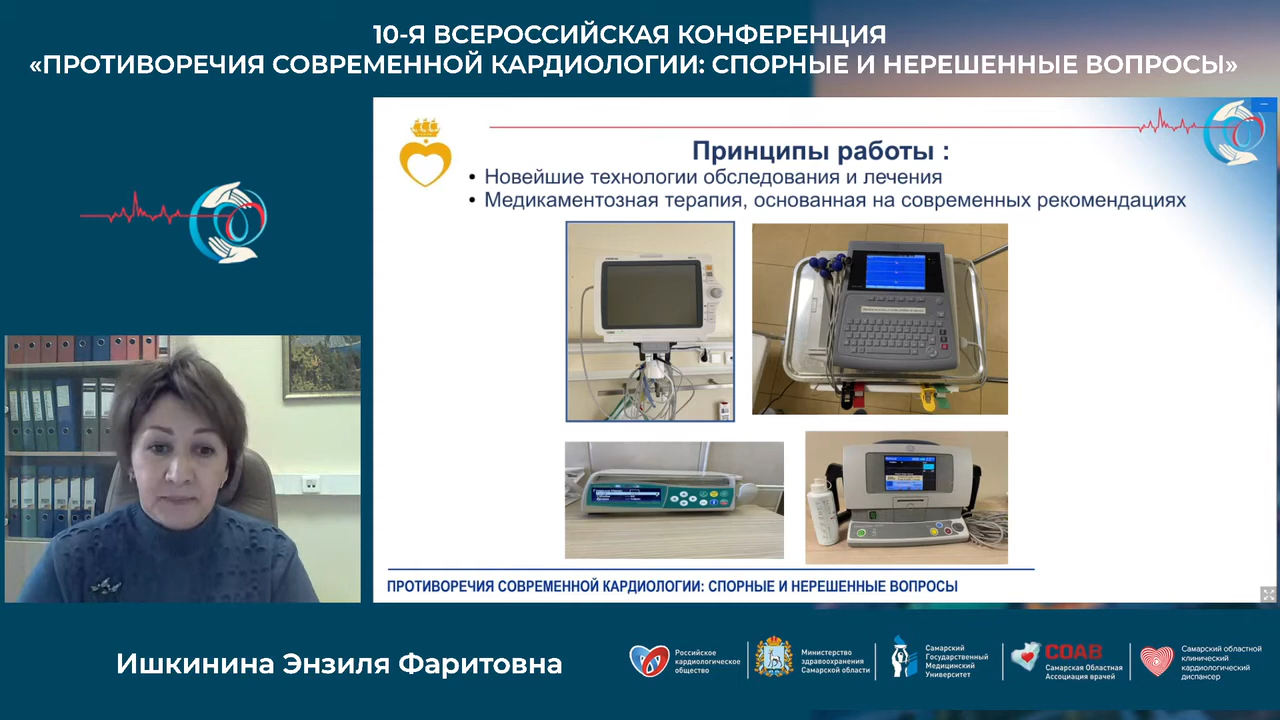 10-Я ВСЕРОССИЙСКАЯ КОНФЕРЕНЦИЯ
«ПРОТИВОРЕЧИЯ СОВРЕМЕННОЙ КАРДИОЛОГИИ: СПОРНЫЕ И НЕРЕШЕННЫЕ ВОПРОСЫ»
Принципы работы :
• Новейшие технологии обследования и лечения
• Медикаментозная терапия, основанная на современных рекомендациях
ПРОТИВОРЕЧИЯ СОВРЕМЕННОЙ КАРДИОЛОГИИ: СПОРНЫЕ И НЕРЕШЕННЫЕ ВОПРОСЫ
Ишкинина Энзиля Фаритовна
Российское
кардиологическое
общество
Министерство
здравоохранения
Самарской области
Самарский
Государственный
Медицинский
Университет
СОАВ
Самарская Областная
Ассоциация врачей
Самарский областной
клинический
кардиологический
диспансер